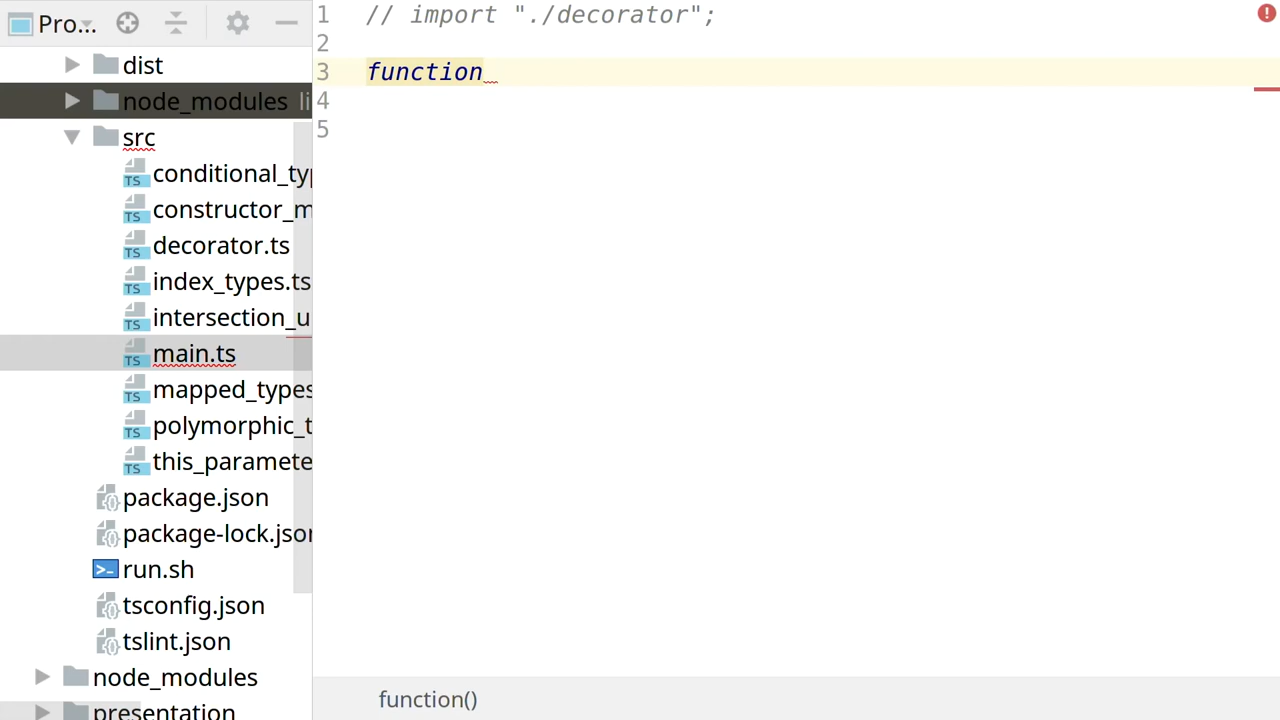 Pro...
dist
node_modules li
src
conditional_typ
constructor_m
decorator.ts
index_types.ts
intersection_u
main.ts
mapped_types
polymorphic_t
this_paramete
package.json
package-lock.json
run.sh
tsconfig.json
tslint.json
node_modules
presentation
1 // import "./decorator";
2
3 function
4
5
function()